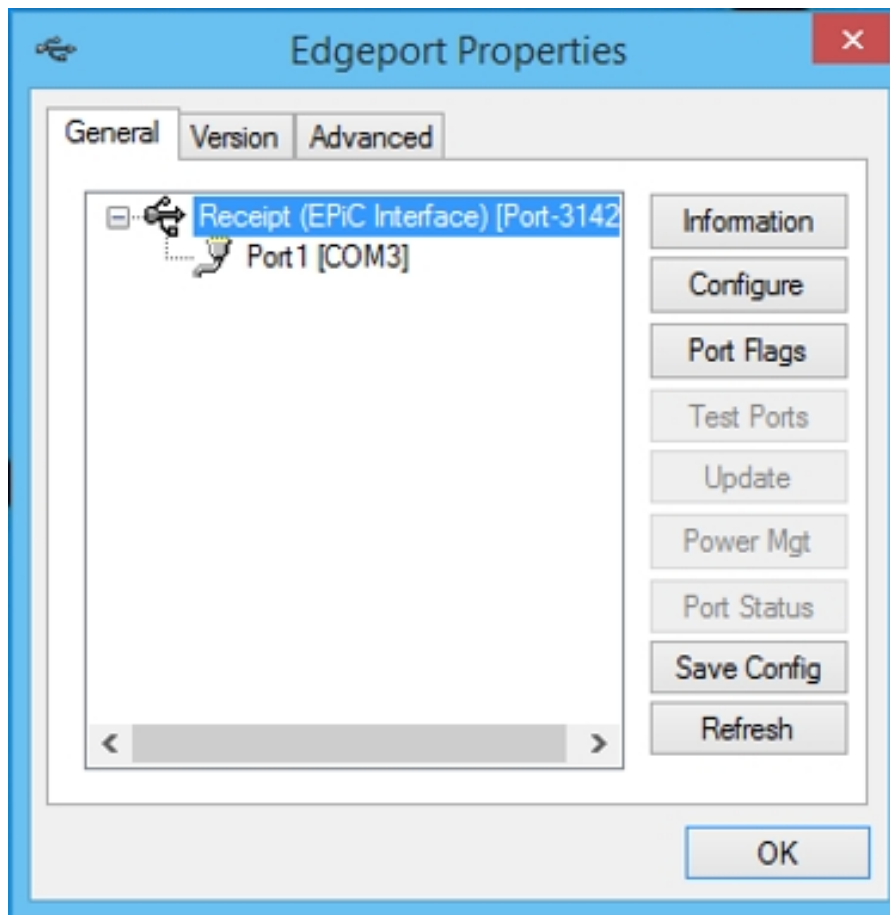 Edgeport Properties
General
Version
Advanced
Receipt (EPiC Interface) [Port-3142
Port1 [COM3]
Information
Configure
Port Flags
Test Ports
Update
Power Mgt
Port Status
Save Config
Refresh
OK